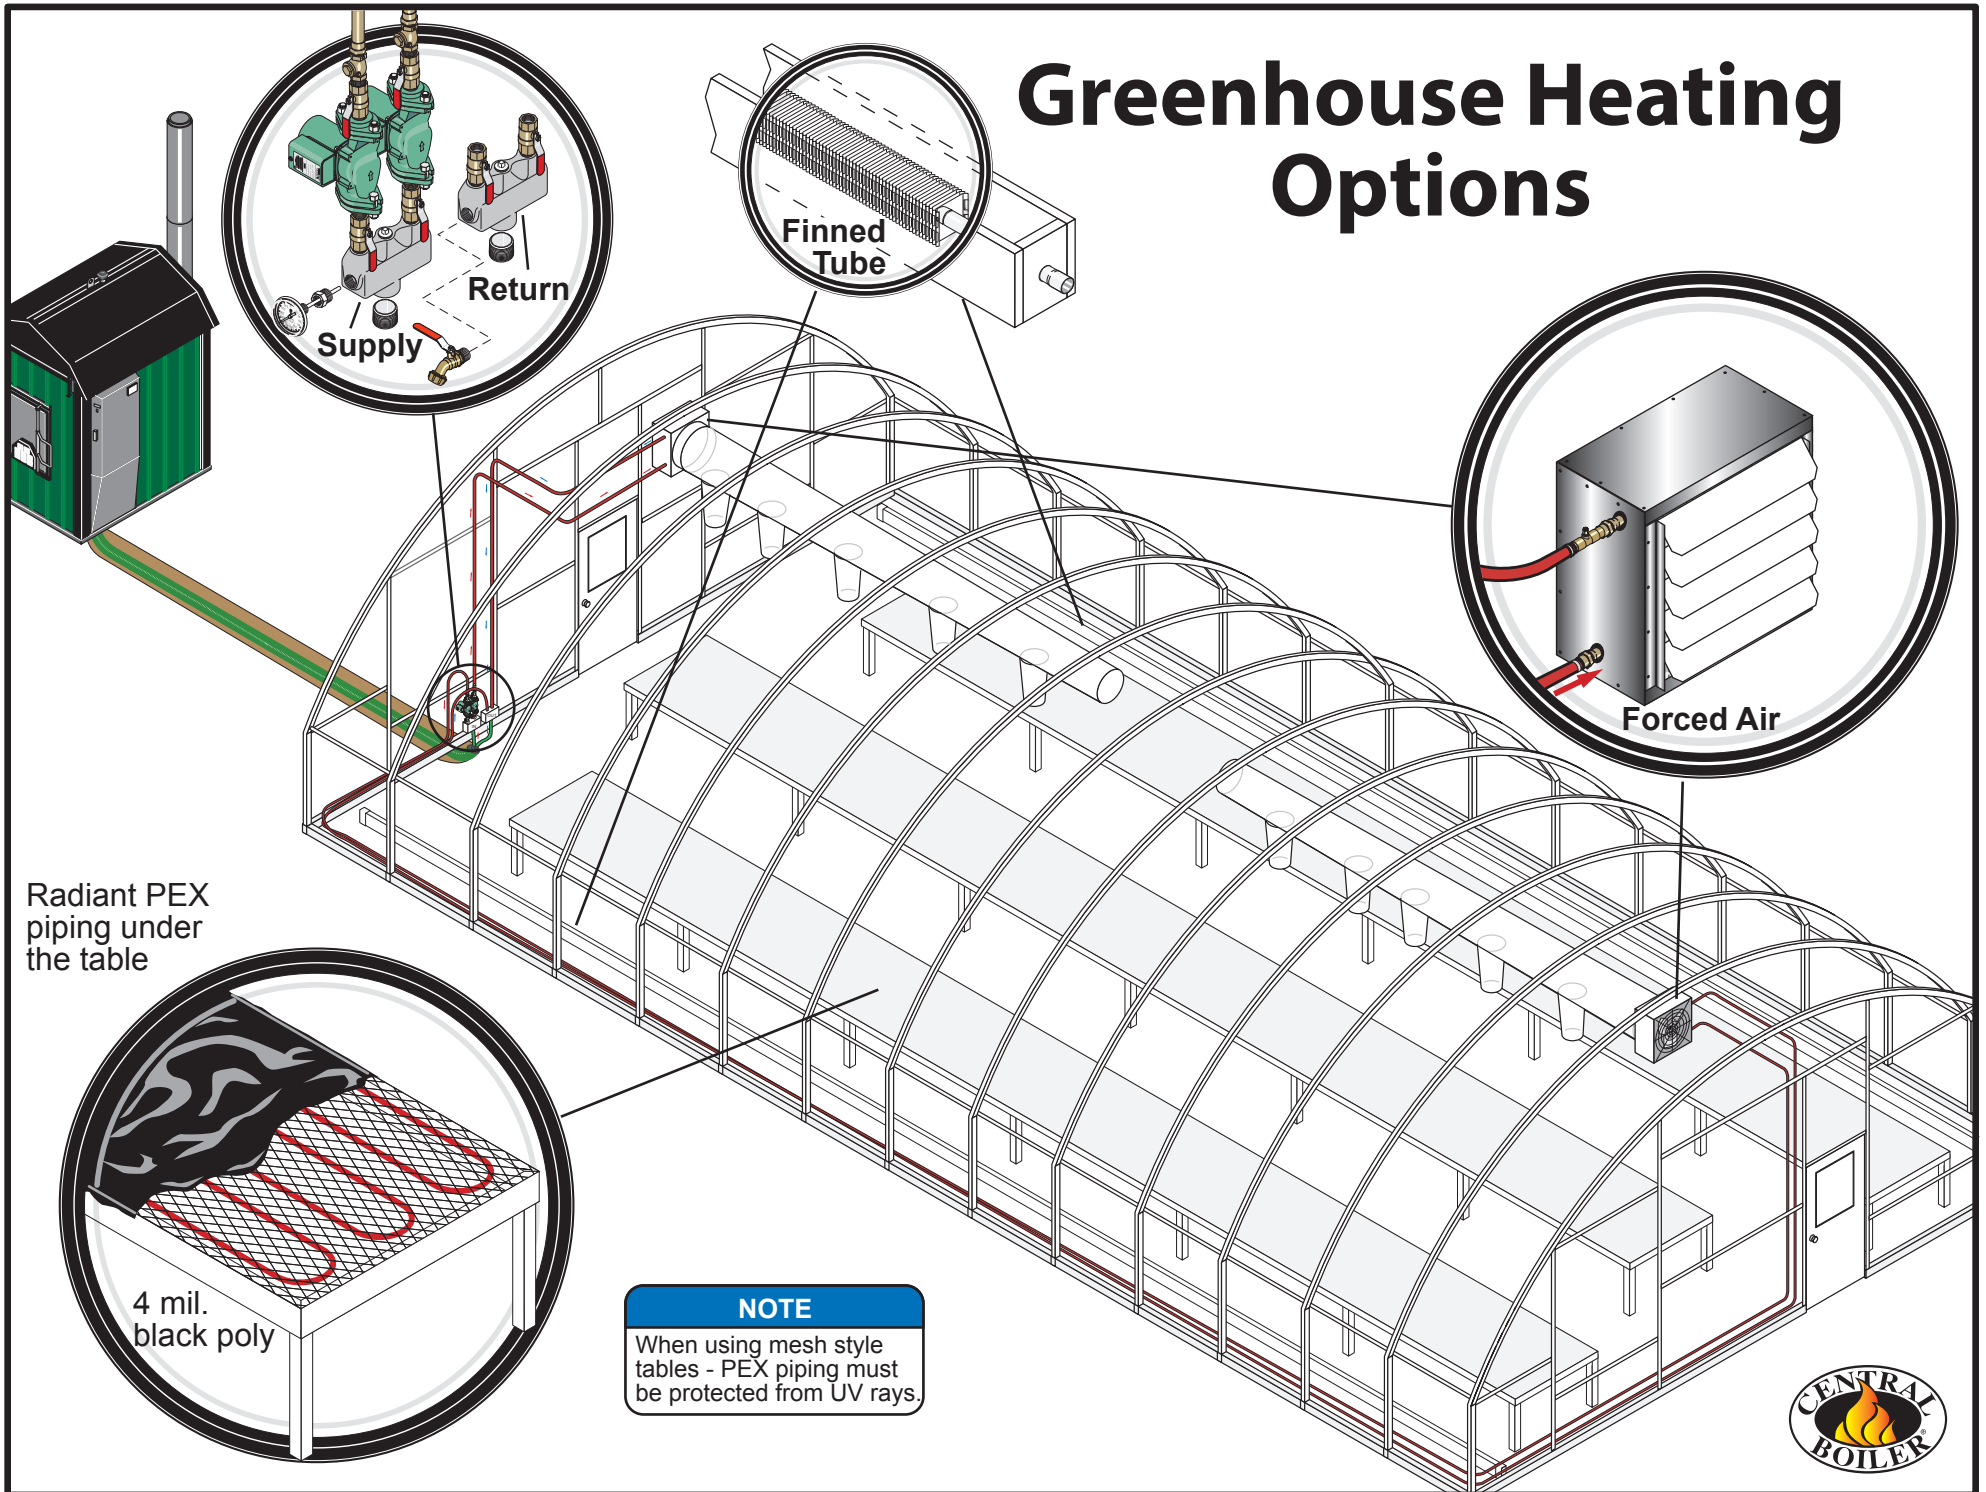 Greenhouse Heating
Options
Supply
Return
Finned
Tube
Forced Air
Radiant PEX
piping under
the table
4 mil.
black poly
NOTE
When using mesh style
tables - PEX piping must
be protected from UV rays.
CENTRAL
BOILER®